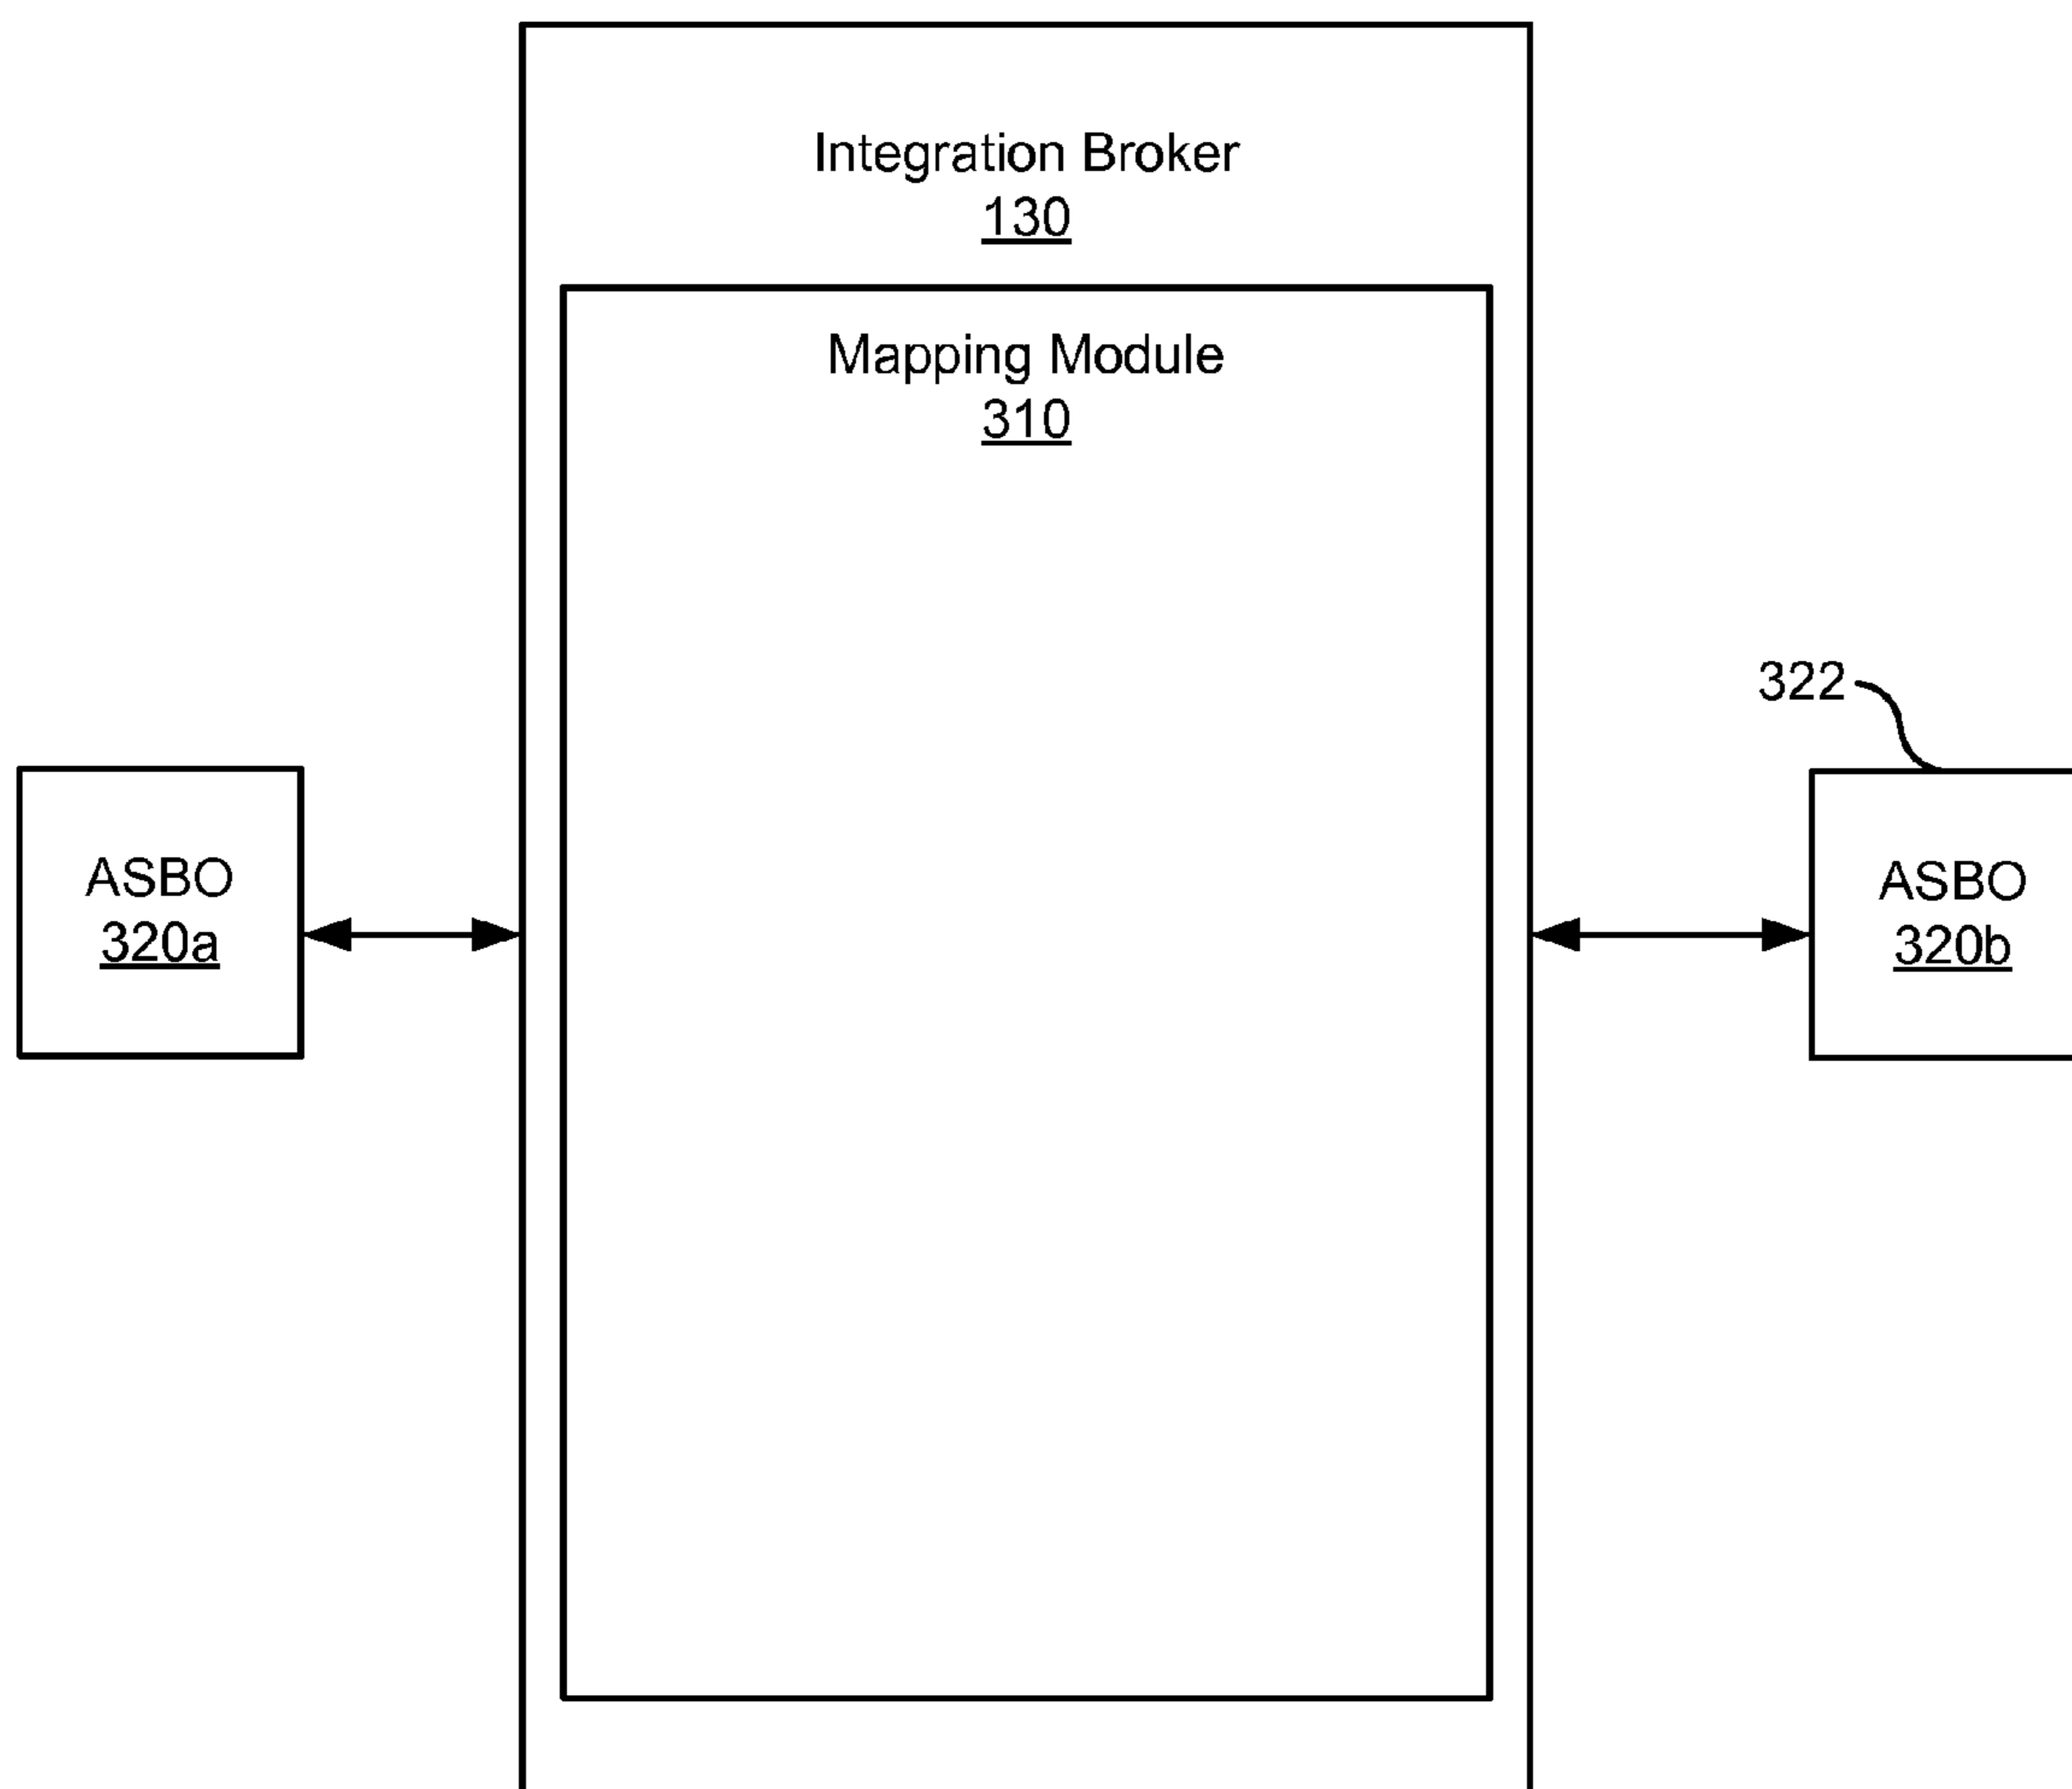 Integration Broker
130
Mapping Module
310
322
ASBO
320a
ASBO
320b